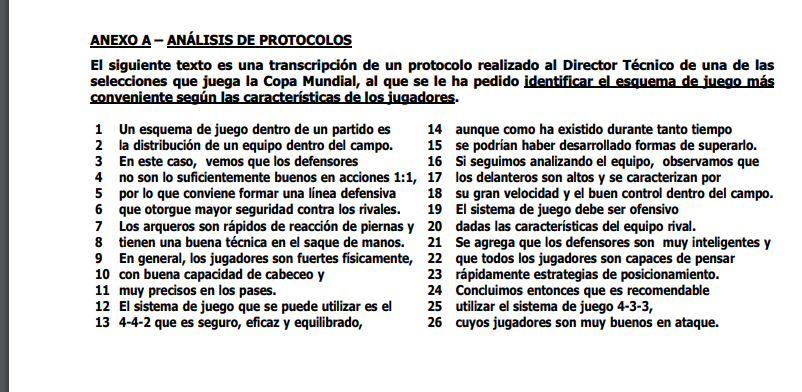 ANEXO A – ANÁLISIS DE PROTOCOLOS
El siguiente texto es una transcripción de un protocolo realizado al Director Técnico de una de las
selecciones que juega la Copa Mundial, al que se le ha pedido identificar el esquema de juego más
conveniente según las características de los jugadores.
1 Un esquema de juego dentro de un partido es
2 la distribución de un equipo dentro del campo.
3 En este caso, vemos que los defensores
4 no son lo suficientemente buenos en acciones 1:1,
5 por lo que conviene formar una línea defensiva
6 que otorgue mayor seguridad contra los rivales.
7 Los arqueros son rápidos de reacción de piernas y
8 tienen una buena técnica en el saque de manos.
9 En general, los jugadores son fuertes físicamente,
10 con buena capacidad de cabeceo y
11 muy precisos en los pases.
12 El sistema de juego que se puede utilizar es el
13 4-4-2 que es seguro, eficaz y equilibrado,
14 aunque como ha existido durante tanto tiempo
15 se podrían haber desarrollado formas de superarlo.
16 Si seguimos analizando el equipo, observamos que
17 los delanteros son altos y se caracterizan por
18 su gran velocidad y el buen control dentro del campo.
19 El sistema de juego debe ser ofensivo
20 dadas las características del equipo rival.
21 Se agrega que los defensores son muy inteligentes y
22 que todos los jugadores son capaces de pensar
23 rápidamente estrategias de posicionamiento.
24 Concluimos entonces que es recomendable
25 utilizar el sistema de juego 4-3-3,
26 cuyos jugadores son muy buenos en ataque.